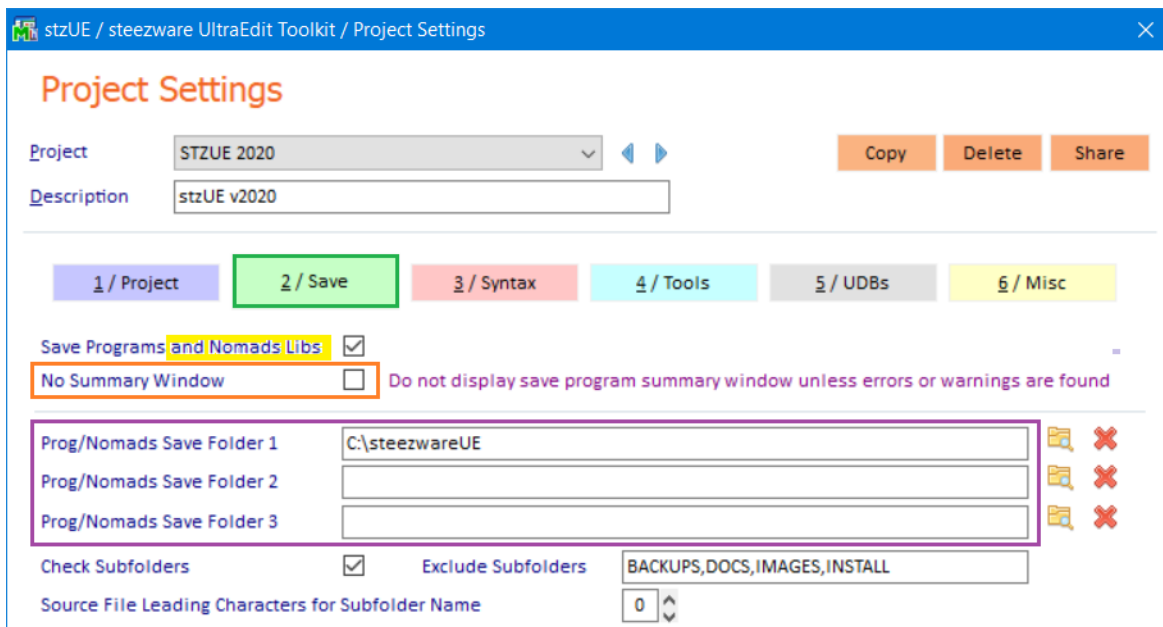 stzUE / steezware UltraEdit Toolkit / Project Settings
Project Settings
Project STZUE 2020 Copy Delete Share
Description stzUE v2020
1 / Project 2 / Save 3 / Syntax 4 / Tools 5 / UDBs 6 / Misc
Save Programs and Nomads Libs
No Summary Window Do not display save program summary window unless errors or warnings are found
Prog/Nomads Save Folder 1 C:\steezwareUE
Prog/Nomads Save Folder 2
Prog/Nomads Save Folder 3
Check Subfolders Exclude Subfolders BACKUPS,DOCS,IMAGES,INSTALL
Source File Leading Characters for Subfolder Name 0